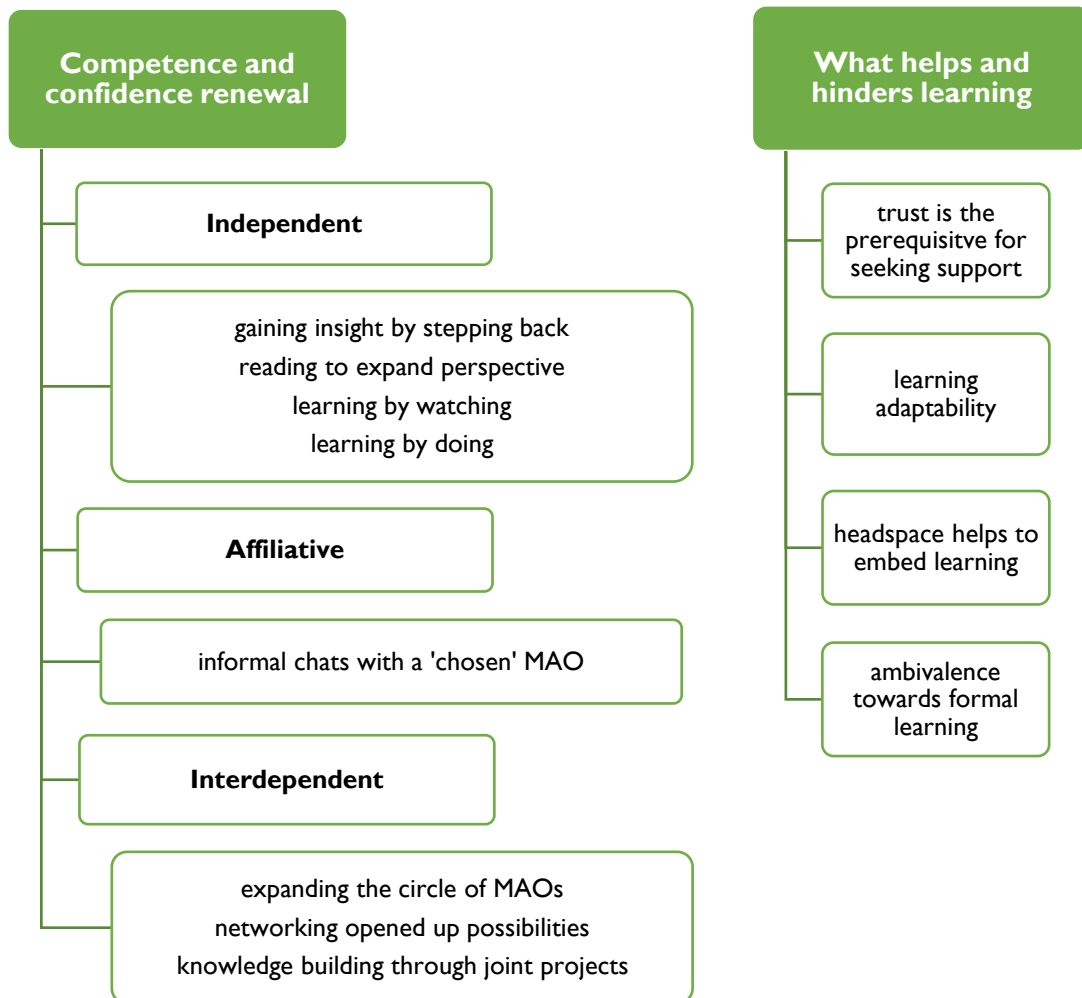 Competence and
confidence renewal
Independent
gaining insight by stepping back
reading to expand perspective
learning by watching
learning by doing
Affiliative
informal chats with a 'chosen' MAO
Interdependent
expanding the circle of MAOs
networking opened up possibilities
knowledge building through joint projects
What helps and
hinders learning
trust is the
prerequisitve for
seeking support
learning
adaptability
headspace helps to
embed learning
ambivalence
towards formal
learning